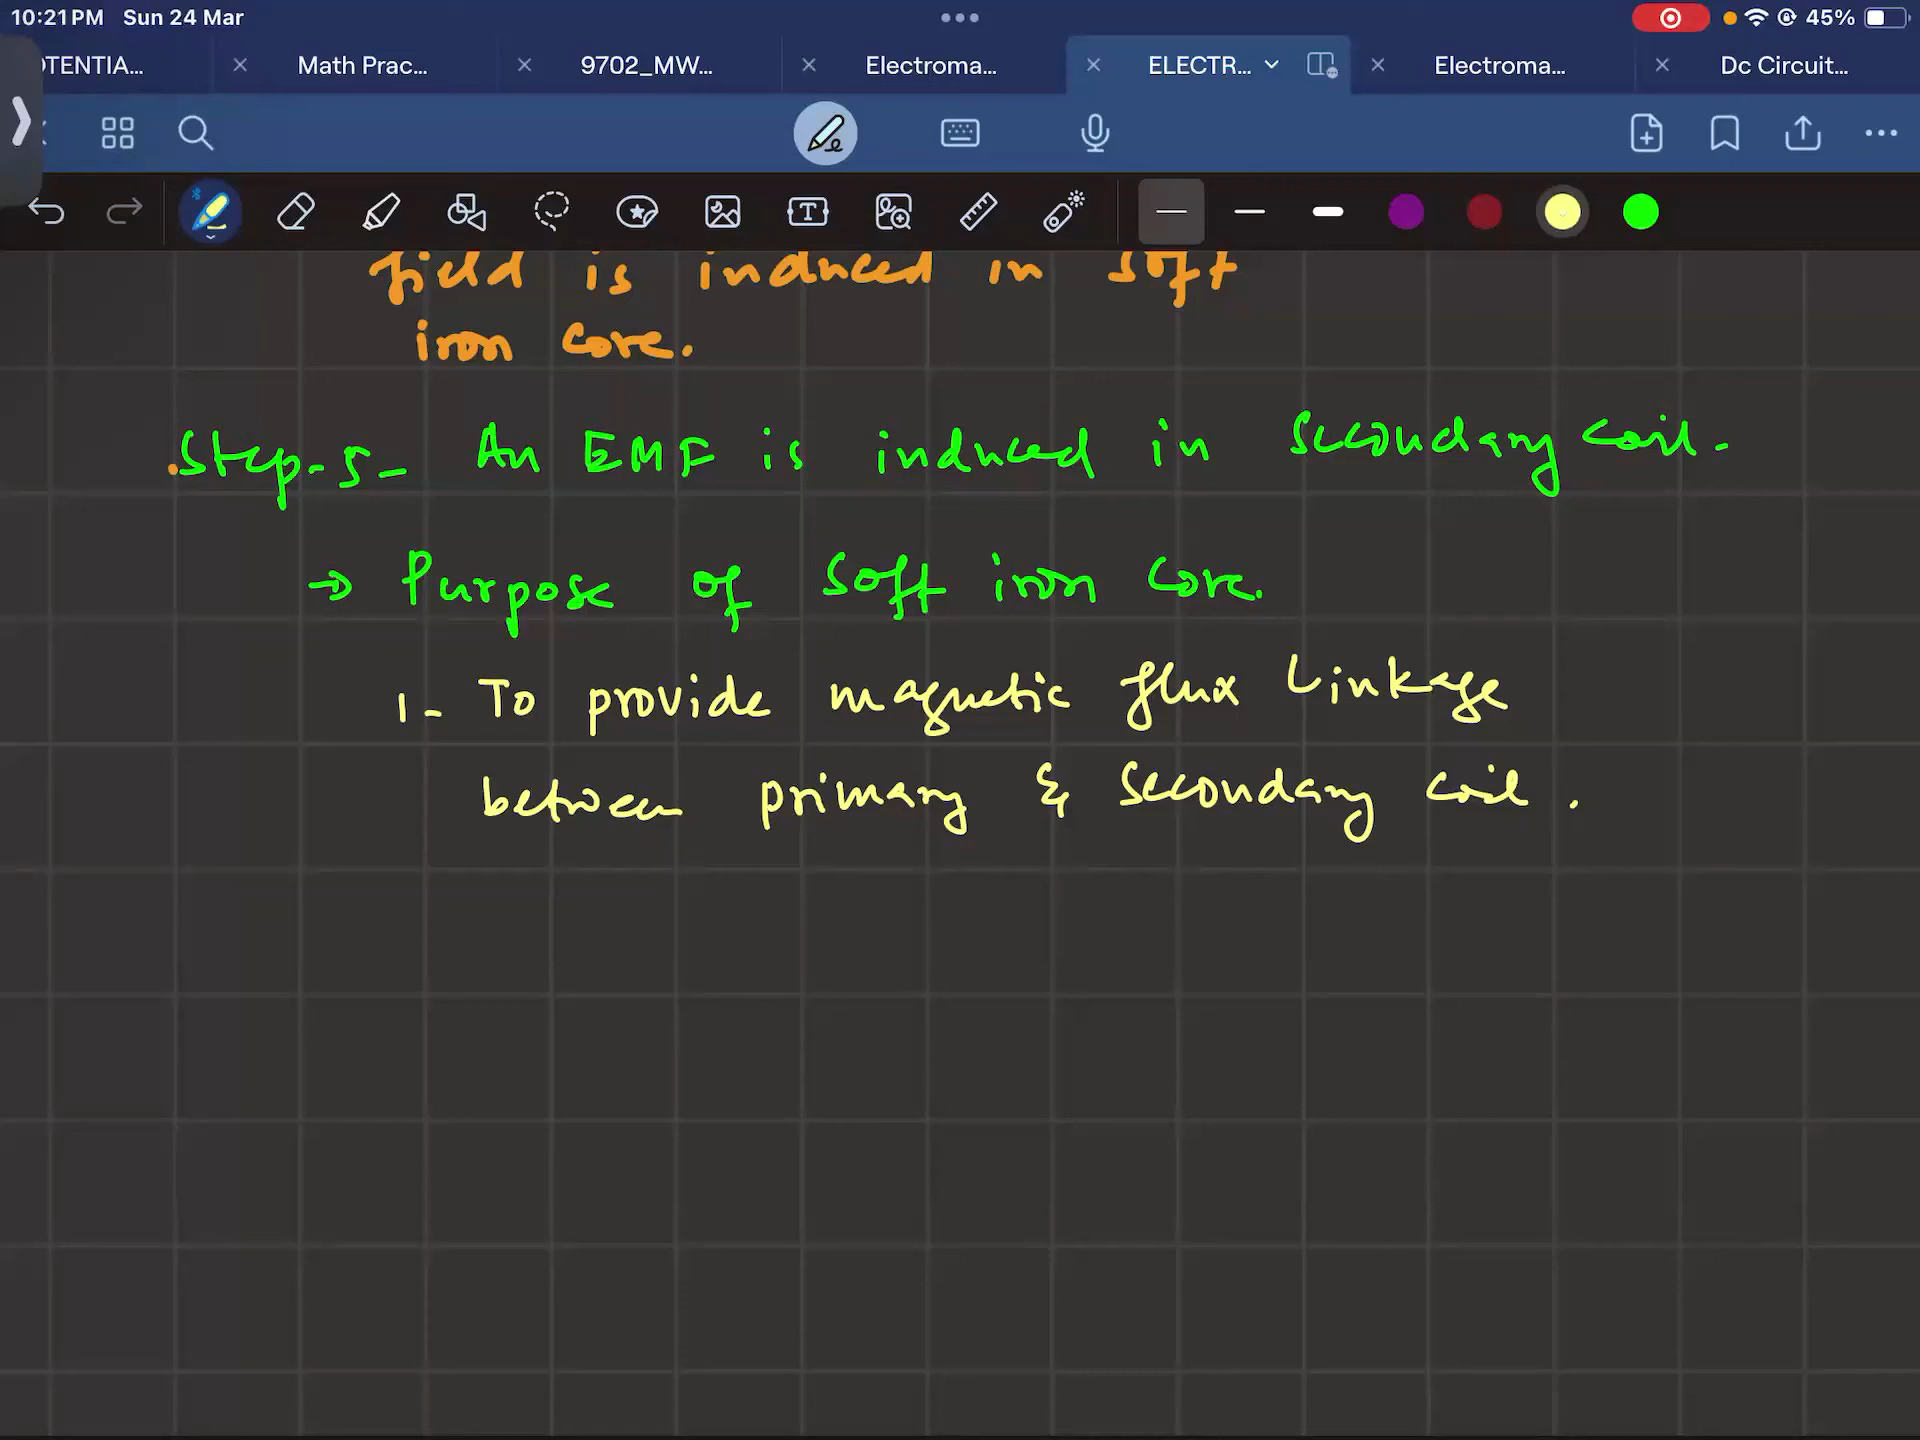 10:21 PM Sun 24 Mar
45%
OTENTIA...
Math Prac...
9702_MW...
Electroma...
ELECTR...
Electroma...
Dc Circuit...
field is induced in soft
iron core.
Step-5- An EMF is induced in Secondary coil.
→ Purpose of Soft iron Core.
1- To provide magnetic flux Linkage
between primary & Secondary coil.